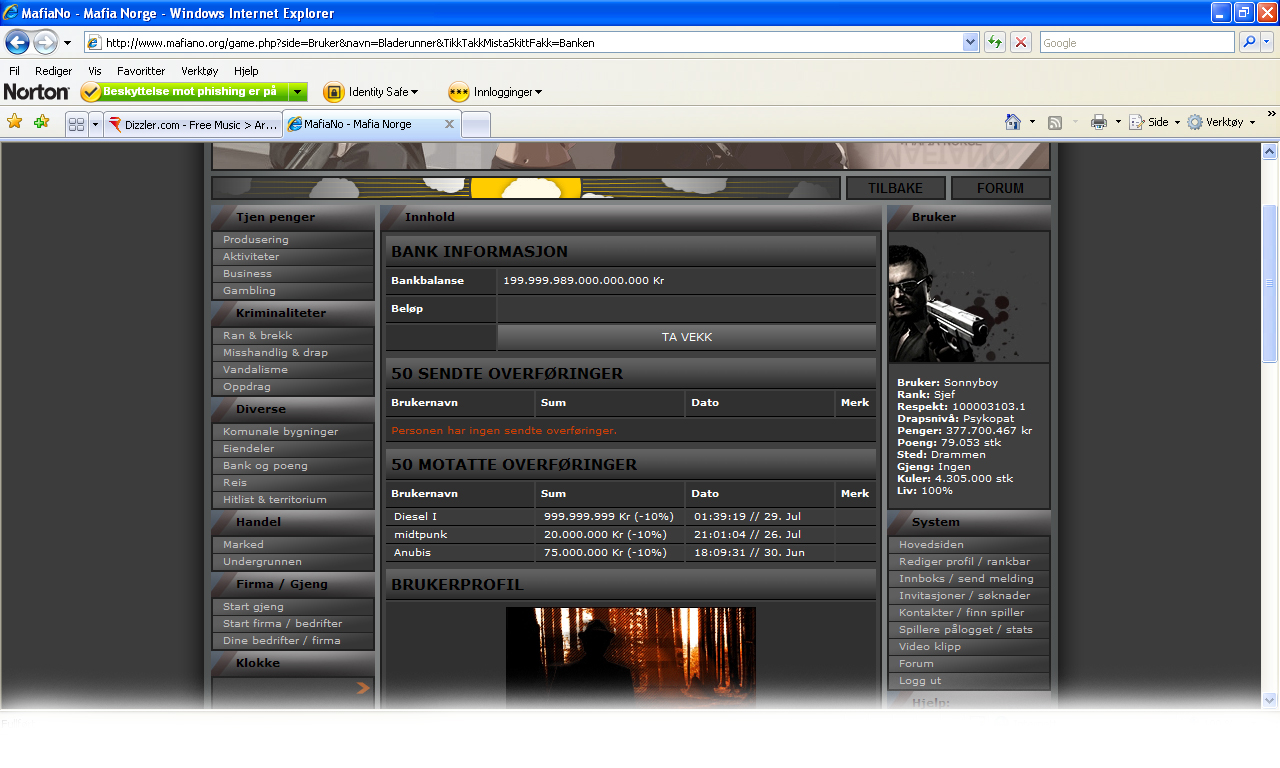 MafiaNo - Mafia Norge - Windows Internet Explorer
http://www.mafiano.org/game.php?side=Bruker&navn=Bladerunner&TikkTakkMistaSkittFakk=Banken
Google
Fil Rediger Vis Favoritter Verktøy Hjelp
Norton Beskyttelse mot phishing er på Identity Safe Innlogginger
Dizzler.com - Free Music > Ar... MafiaNo - Mafia Norge Side Verktøy
TILBAKE FORUM
Tjen penger
Produsering
Aktiviteter
Business
Gambling
Kriminaliteter
Ran & brekk
Misshandlig & drap
Vandalisme
Oppdrag
Diverse
Komunale bygninger
Eiendeler
Bank og poeng
Reis
Hitlist & territorium
Handel
Marked
Undergrunnen
Firma / Gjeng
Start gjeng
Start firma / bedrifter
Dine bedrifter / firma
Klokke
Innhold
BANK INFORMASJON
Bankbalanse 199.999.989.000.000.000 Kr
Beløp
TA VEKK
50 SENDTE OVERFØRINGER
Brukernavn Sum Dato Merk
Personen har ingen sendte overføringer.
50 MOTATTE OVERFØRINGER
Brukernavn Sum Dato Merk
Diesel I 999.999.999 Kr (-10%) 01:39:19 // 29. Jul
midtpunk 20.000.000 Kr (-10%) 21:01:04 // 26. Jul
Anubis 75.000.000 Kr (-10%) 18:09:31 // 30. Jun
BRUKERPROFIL
Bruker
Bruker: Sonnyboy
Rank: Sjef
Respekt: 100003103.1
Drapsnivå: Psykopat
Penger: 377.700.467 kr
Poeng: 79.053 stk
Sted: Drammen
Gjeng: Ingen
Kuler: 4.305.000 stk
Liv: 100%
System
Hovedsiden
Rediger profil / rankbar
Innboks / send melding
Invitasjoner / søknader
Kontakter / finn spiller
Spillere pålogget / stats
Video klipp
Forum
Logg ut
Hjelp: